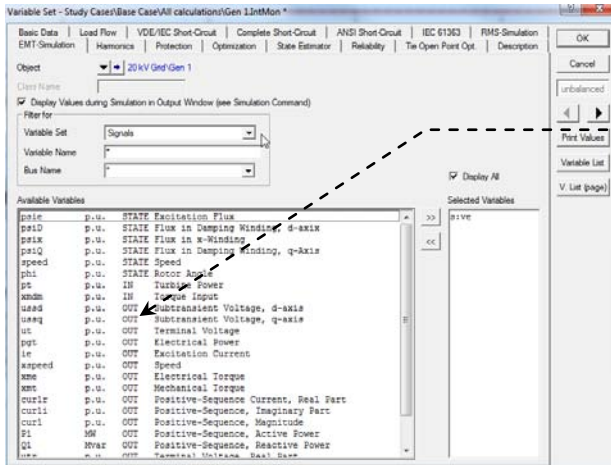 Variable Set - Study Cases\Base Case\All calculations\Gen 1.IntMon *
Basic Data | Load Flow | VDE/IEC Short-Circuit | Complete Short-Circuit | ANSI Short-Circuit | IEC 61363 | RMS-Simulation
EMT-Simulation | Harmonics | Protection | Optimization | State Estimator | Reliability | Tie Open Point Opt. | Description
OK
Cancel
unbalanced
Print Values
Variable List
V. List (page)
Object 20 kV Grid\Gen 1
Class Name
Display Values during Simulation in Output Window (see Simulation Command)
Filter for
Variable Set Signals
Variable Name *
Bus Name *
Display All
Available Variables
Selected Variables
>>
<<
s:ve
psie p.u. STATE Excitation Flux
psiD p.u. STATE Flux in Damping Winding, d-axis
psix p.u. STATE Flux in x-Winding
psiQ p.u. STATE Flux in Damping Winding, q-Axis
speed p.u. STATE Speed
phi p.u. STATE Rotor Angle
pt p.u. IN Turbine Power
xmdm p.u. IN Torque Input
ussd p.u. OUT Subtransient Voltage, d-axis
ussq p.u. OUT Subtransient Voltage, q-axis
ut p.u. OUT Terminal Voltage
pgt p.u. OUT Electrical Power
ie p.u. OUT Excitation Current
xspeed p.u. OUT Speed
xme p.u. OUT Electrical Torque
xmt p.u. OUT Mechanical Torque
cur1r p.u. OUT Positive-Sequence Current, Real Part
cur1i p.u. OUT Positive-Sequence, Imaginary Part
cur1 p.u. OUT Positive-Sequence, Magnitude
P1 MW OUT Positive-Sequence, Active Power
Q1 Mvar OUT Positive-Sequence, Reactive Power
utr p.u. OUT Terminal Voltage, Real Part